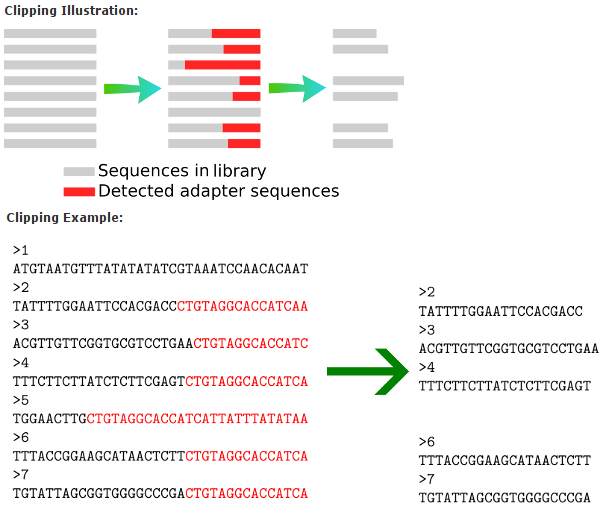 Clipping Illustration:
Sequences in library
Detected adapter sequences
Clipping Example:
>1
ATGTAATGTTTATATATATCGTAAATCCAACACAAT
>2
TATTTTGGAATTCCACGACCCTGTAGGCACCATCAA
>3
ACGTTGTTCGGTGCGTCCTGAACTGTAGGCACCATC
>4
TTTCTTCTTATCTCTTCGAGTCTGTAGGCACCATCA
>5
TGGAACTTGCTGTAGGCACCATCATTATTTATATAA
>6
TTTACCGGAAGCATAACTCTTCTGTAGGCACCATCA
>7
TGTATTAGCGGTGGGGCCCGACTGTAGGCACCATCA
>2
TATTTTGGAATTCCACGACC
>3
ACGTTGTTCGGTGCGTCCTGAA
>4
TTTCTTCTTATCTCTTCGAGT
>6
TTTACCGGAAGCATAACTCTT
>7
TGTATTAGCGGTGGGGCCCGA